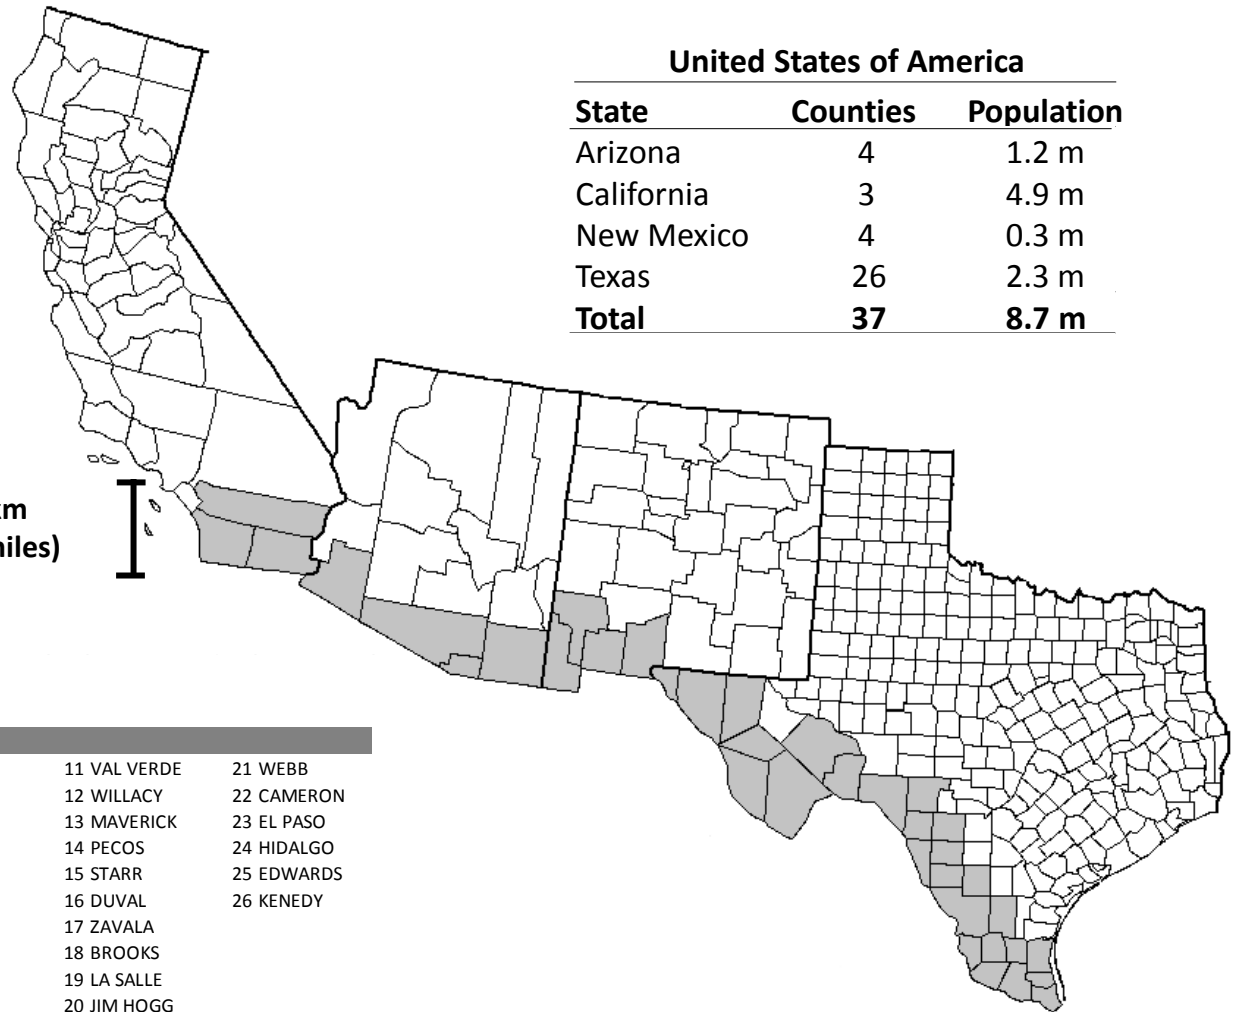 United States of America
State Counties Population
Arizona 4 1.2 m
California 3 4.9 m
New Mexico 4 0.3 m
Texas 26 2.3 m
Total 37 8.7 m
km
miles)
11 VAL VERDE 21 WEBB
12 WILLACY 22 CAMERON
13 MAVERICK 23 EL PASO
14 PECOS 24 HIDALGO
15 STARR 25 EDWARDS
16 DUVAL 26 KENEDY
17 ZAVALA
18 BROOKS
19 LA SALLE
20 JIM HOGG